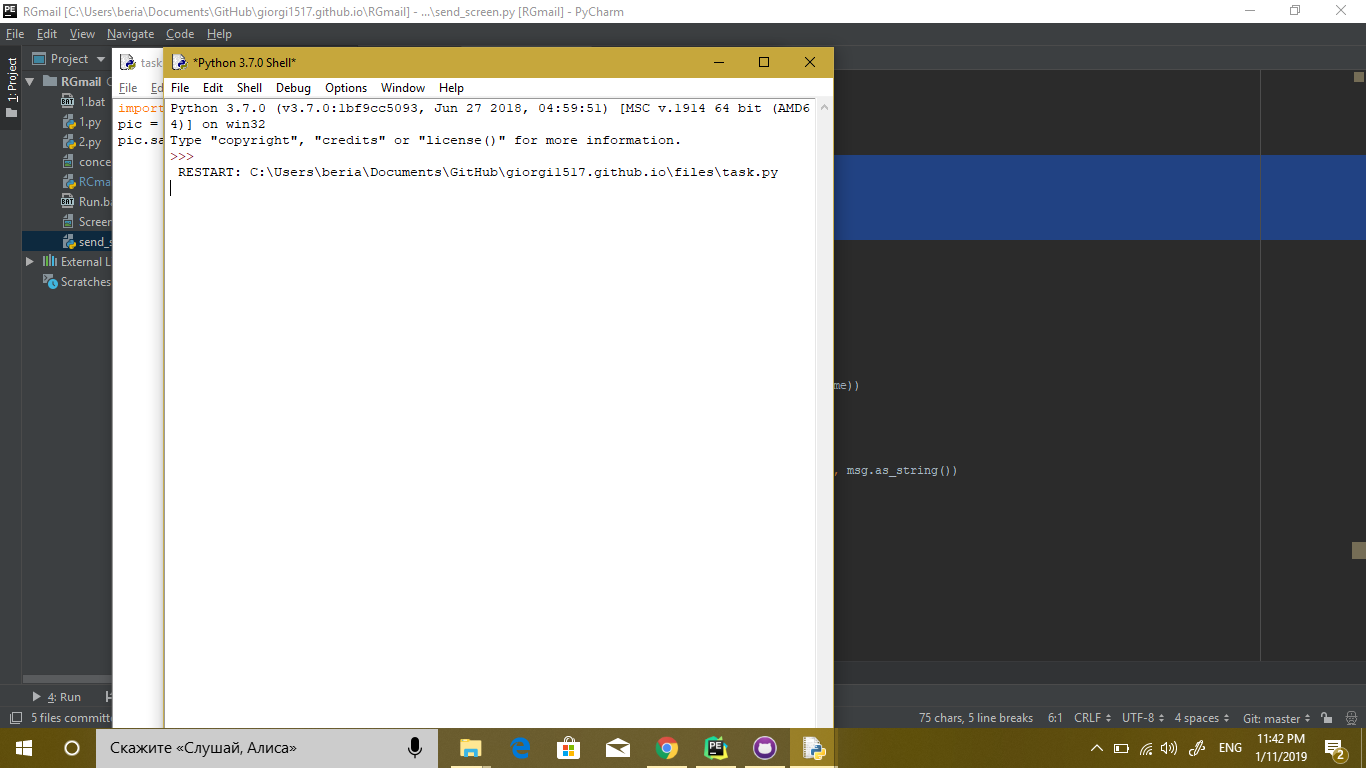 RGmail [C:\Users\beria\Documents\GitHub\giorgi1517.github.io\RGmail] - ...\send_screen.py [RGmail] - PyCharm
File Edit View Navigate Code Help
1: Project
Project
RGmail
1.bat
1.py
2.py
conce
RCma
Run.ba
Screen
send_s
External L
Scratches
task
File Ed
import
pic =
pic.sa
*Python 3.7.0 Shell*
File Edit Shell Debug Options Window Help
Python 3.7.0 (v3.7.0:1bf9cc5093, Jun 27 2018, 04:59:51) [MSC v.1914 64 bit (AMD6
4)] on win32
Type "copyright", "credits" or "license()" for more information.
>>>
RESTART: C:\Users\beria\Documents\GitHub\giorgi1517.github.io\files\task.py
me))
, msg.as_string())
4: Run
5 files committe
75 chars, 5 line breaks 6:1 CRLF UTF-8 4 spaces Git: master
Скажите «Слушай, Алиса»
ENG
11:42 PM
1/11/2019
2